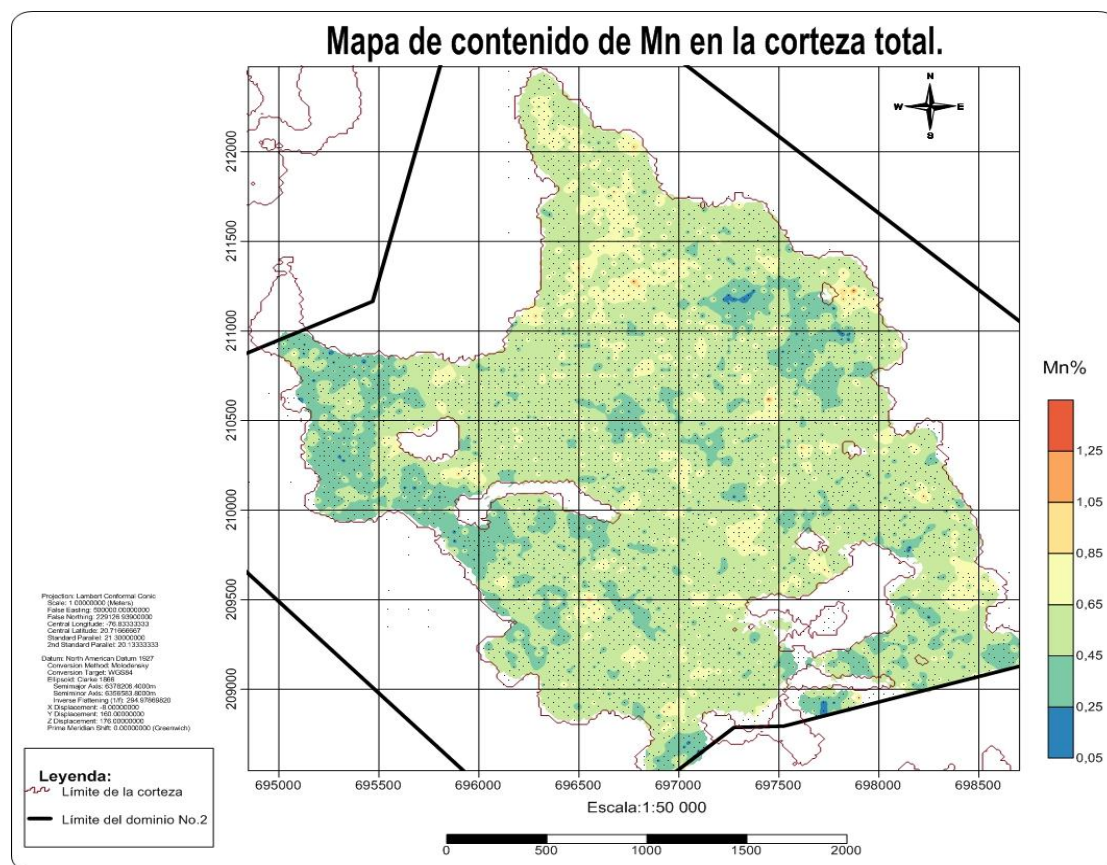 Mapa de contenido de Mn en la corteza total.
N
W
E
S
212000
211500
211000
210500
210000
209500
209000
695000
695500
696000
696500
697000
697500
698000
698500
Escala:1:50 000
0
500
1000
1500
2000
Mn%
1,25
1,05
0,85
0,65
0,45
0,25
0,05
Projection: Lambert Conformal Conic
Scale: 1.00000000 (Meters)
False Easting: 500000.00000000
False Northing: 229126.93900000
Central Longitude: -76.83333333
Central Latitude: 20.71666667
Standard Parallel: 21.30000000
2nd Standard Parallel: 20.13333333
Datum: North American Datum 1927
Conversion Method: Molodensky
Conversion Target: WGS84
Ellipsoid: Clarke 1866
Semimajor Axis: 6378206.4000m
Semiminor Axis: 6356583.8000m
Inverse Flattening (1/f): 294.97869820
X Displacement: -8.00000000
Y Displacement: 160.00000000
Z Displacement: 176.00000000
Prime Meridian Shift: 0.00000000 (Greenwich)
Leyenda:
Límite de la corteza
Límite del dominio No.2